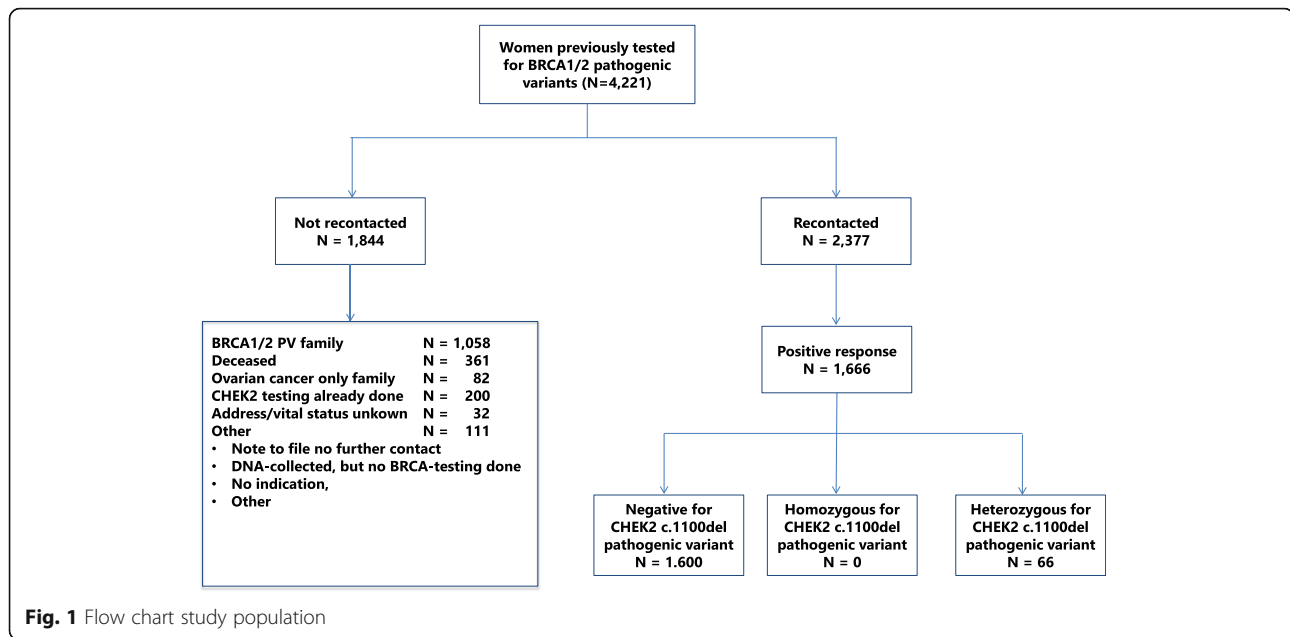 Women previously tested
for BRCA1/2 pathogenic
variants (N=4,221)
Not recontacted
N = 1,844
Recontacted
N = 2,377
BRCA1/2 PV family N = 1,058
Deceased N = 361
Ovarian cancer only family N = 82
CHEK2 testing already done N = 200
Address/vital status unkown N = 32
Other N = 111
• Note to file no further contact
• DNA-collected, but no BRCA-testing done
• No indication,
• Other
Positive response
N = 1,666
Negative for
CHEK2 c.1100del
pathogenic variant
N = 1.600
Homozygous for
CHEK2 c.1100del
pathogenic variant
N = 0
Heterozygous for
CHEK2 c.1100del
pathogenic variant
N = 66
Fig. 1 Flow chart study population